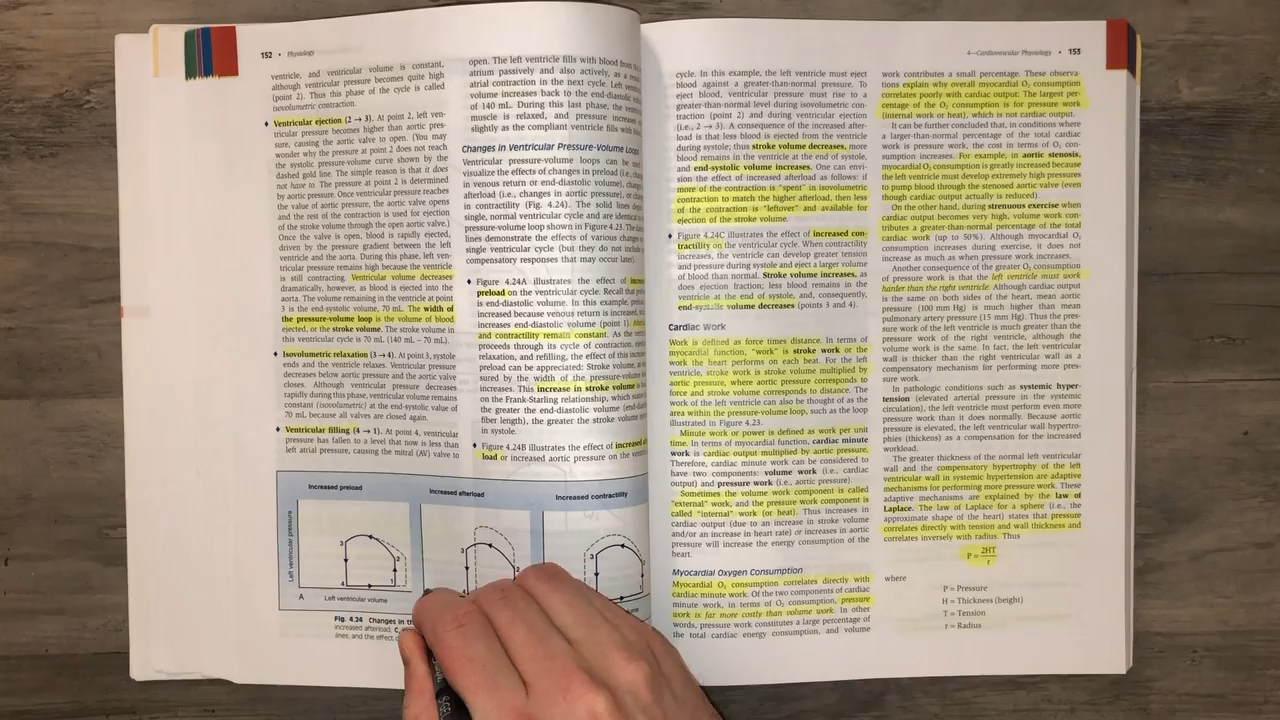 152 • Physiology
ventricle, and ventricular volume is constant,
although ventricular pressure becomes quite high
(point 2). Thus this phase of the cycle is called
isovolumetric contraction.
♦ Ventricular ejection (2 → 3). At point 2, left ven-
tricular pressure becomes higher than aortic pres-
sure, causing the aortic valve to open. (You may
wonder why the pressure at point 2 does not reach
the systolic pressure curve shown by the
dashed gold line. The simple reason is that it does
not have to. The pressure at point 2 is determined
by aortic pressure. Once ventricular pressure reaches
the value of aortic pressure, the aortic valve opens
and the rest of the contraction is used for ejection
of the stroke volume through the open aortic valve.)
Once the valve is open, blood is rapidly ejected,
driven by the pressure gradient between the left
ventricle and the aorta. During this phase, left ven-
tricular pressure remains high because the ventricle
is still contracting. Ventricular volume decreases
dramatically, however, as blood is ejected into the
aorta. The volume remaining in the ventricle at point
3 is the end-systolic volume, 70 mL. The width of
the pressure-volume loop is the volume of blood
ejected, or the stroke volume. The stroke volume in
this ventricular cycle is 70 mL (140 mL – 70 mL).
♦ Isovolumetric relaxation (3 → 4). At point 3, systole
ends and the ventricle relaxes. Ventricular pressure
decreases below aortic pressure and the aortic valve
closes. Although ventricular pressure decreases
rapidly during this phase, ventricular volume remains
constant (isovolumetric) at the end-systolic value of
70 mL because all valves are closed again.
♦ Ventricular filling (4 → 1). At point 4, ventricular
pressure has fallen to a level that now is less than
left atrial pressure, causing the mitral (AV) valve to
open. The left ventricle fills with blood from
atrium passively and also actively, as a
atrial contraction in the next cycle. Left
volume increases back to the end-diastolic
of 140 mL. During this last phase, the
muscle is relaxed, and pressure increases
slightly as the compliant ventricle fills with
Changes in Ventricular Pressure-Volume Loops
Ventricular pressure-volume loops can be used
visualize the effects of changes in preload (i.e.,
in venous return or end-diastolic volume),
afterload (i.e., changes in aortic pressure), or
in contractility (Fig. 4.24). The solid lines
single, normal ventricular cycle and are identical
pressure-volume loop shown in Figure 4.23. The
lines demonstrate the effects of various changes
single ventricular cycle (but they do not include
compensatory responses that may occur later).
♦ Figure 4.24A illustrates the effect of
preload on the ventricular cycle. Recall that
is end-diastolic volume. In this example,
increased because venous return is increased,
increases end-diastolic volume (point 1).
and contractility remain constant. As the
proceeds through its cycle of contraction,
relaxation, and refilling, the effect of this
preload can be appreciated: Stroke volume, as
sured by the width of the pressure-volume
increases. This increase in stroke volume is
on the Frank-Starling relationship, which states
the greater the end-diastolic volume
fiber length), the greater the stroke volume
in systole.
♦ Figure 4.24B illustrates the effect of increased
load or increased aortic pressure on the
Increased preload
Increased afterload
Increased contractility
Left ventricular pressure
3
2
4
1
A
Left ventricular volume
3
2
3
Fig. 4.24 Changes in
increased afterload; C,
lines, and the effect
4—Cardiovascular Physiology • 153
cycle. In this example, the left ventricle must eject
blood against a greater-than-normal pressure. To
eject blood, ventricular pressure must rise to a
greater-than-normal level during isovolumetric con-
traction (point 2) and during ventricular ejection
(i.e., 2 → 3). A consequence of the increased after-
load is that less blood is ejected from the ventricle
during systole; thus stroke volume decreases, more
blood remains in the ventricle at the end of systole,
and end-systolic volume increases. One can envi-
sion the effect of increased afterload as follows: if
more of the contraction is "spent" in isovolumetric
contraction to match the higher afterload, then less
of the contraction is "leftover" and available for
ejection of the stroke volume.
♦ Figure 4.24C illustrates the effect of increased con-
tractility on the ventricular cycle. When contractility
increases, the ventricle can develop greater tension
and pressure during systole and eject a larger volume
of blood than normal. Stroke volume increases, as
does ejection fraction; less blood remains in the
ventricle at the end of systole, and, consequently,
end-systolic volume decreases (points 3 and 4).
Cardiac Work
Work is defined as force times distance. In terms of
myocardial function, "work" is stroke work or the
work the heart performs on each beat. For the left
ventricle, stroke work is stroke volume multiplied by
aortic pressure, where aortic pressure corresponds to
force and stroke volume corresponds to distance. The
work of the left ventricle can also be thought of as the
area within the pressure-volume loop, such as the loop
illustrated in Figure 4.23.
Minute work or power is defined as work per unit
time. In terms of myocardial function, cardiac minute
work is cardiac output multiplied by aortic pressure.
Therefore, cardiac minute work can be considered to
have two components: volume work (i.e., cardiac
output) and pressure work (i.e., aortic pressure).
Sometimes the volume work component is called
"external" work, and the pressure work component is
called "internal" work (or heat). Thus increases in
cardiac output (due to an increase in stroke volume
and/or an increase in heart rate) or increases in aortic
pressure will increase the energy consumption of the
heart.
Myocardial Oxygen Consumption
Myocardial O₂ consumption correlates directly with
cardiac minute work. Of the two components of cardiac
minute work, in terms of O₂ consumption, pressure
work is far more costly than volume work. In other
words, pressure work constitutes a large percentage of
the total cardiac energy consumption, and volume
work contributes a small percentage. These observa-
tions explain why overall myocardial O₂ consumption
correlates poorly with cardiac output: The largest per-
centage of the O₂ consumption is for pressure work
(internal work or heat), which is not cardiac output.
It can be further concluded that, in conditions where
a larger-than-normal percentage of the total cardiac
work is pressure work, the cost in terms of O₂ con-
sumption increases. For example, in aortic stenosis,
myocardial O₂ consumption is greatly increased because
the left ventricle must develop extremely high pressures
to pump blood through the stenosed aortic valve (even
though cardiac output actually is reduced).
On the other hand, during strenuous exercise when
cardiac output becomes very high, volume work con-
tributes a greater-than-normal percentage of the total
cardiac work (up to 50%). Although myocardial O₂
consumption increases during exercise, it does not
increase as much as when pressure work increases.
Another consequence of the greater O₂ consumption
of pressure work is that the left ventricle must work
harder than the right ventricle. Although cardiac output
is the same on both sides of the heart, mean aortic
pressure (100 mm Hg) is much higher than mean
pulmonary artery pressure (15 mm Hg). Thus the pres-
sure work of the left ventricle is much greater than the
pressure work of the right ventricle, although the
volume work is the same. In fact, the left ventricular
wall is thicker than the right ventricular wall as a
compensatory mechanism for performing more pres-
sure work.
In pathologic conditions such as systemic hyper-
tension (elevated arterial pressure in the systemic
circulation), the left ventricle must perform even more
pressure work than it does normally. Because aortic
pressure is elevated, the left ventricular wall hypertro-
phies (thickens) as a compensation for the increased
workload.
The greater thickness of the normal left ventricular
wall and the compensatory hypertrophy of the left
ventricular wall in systemic hypertension are adaptive
mechanisms for performing more pressure work. These
adaptive mechanisms are explained by the law of
Laplace. The law of Laplace for a sphere (i.e., the
approximate shape of the heart) states that pressure
correlates directly with tension and wall thickness and
correlates inversely with radius. Thus
P = 2HT
r
where
P = Pressure
H = Thickness (height)
T = Tension
r = Radius